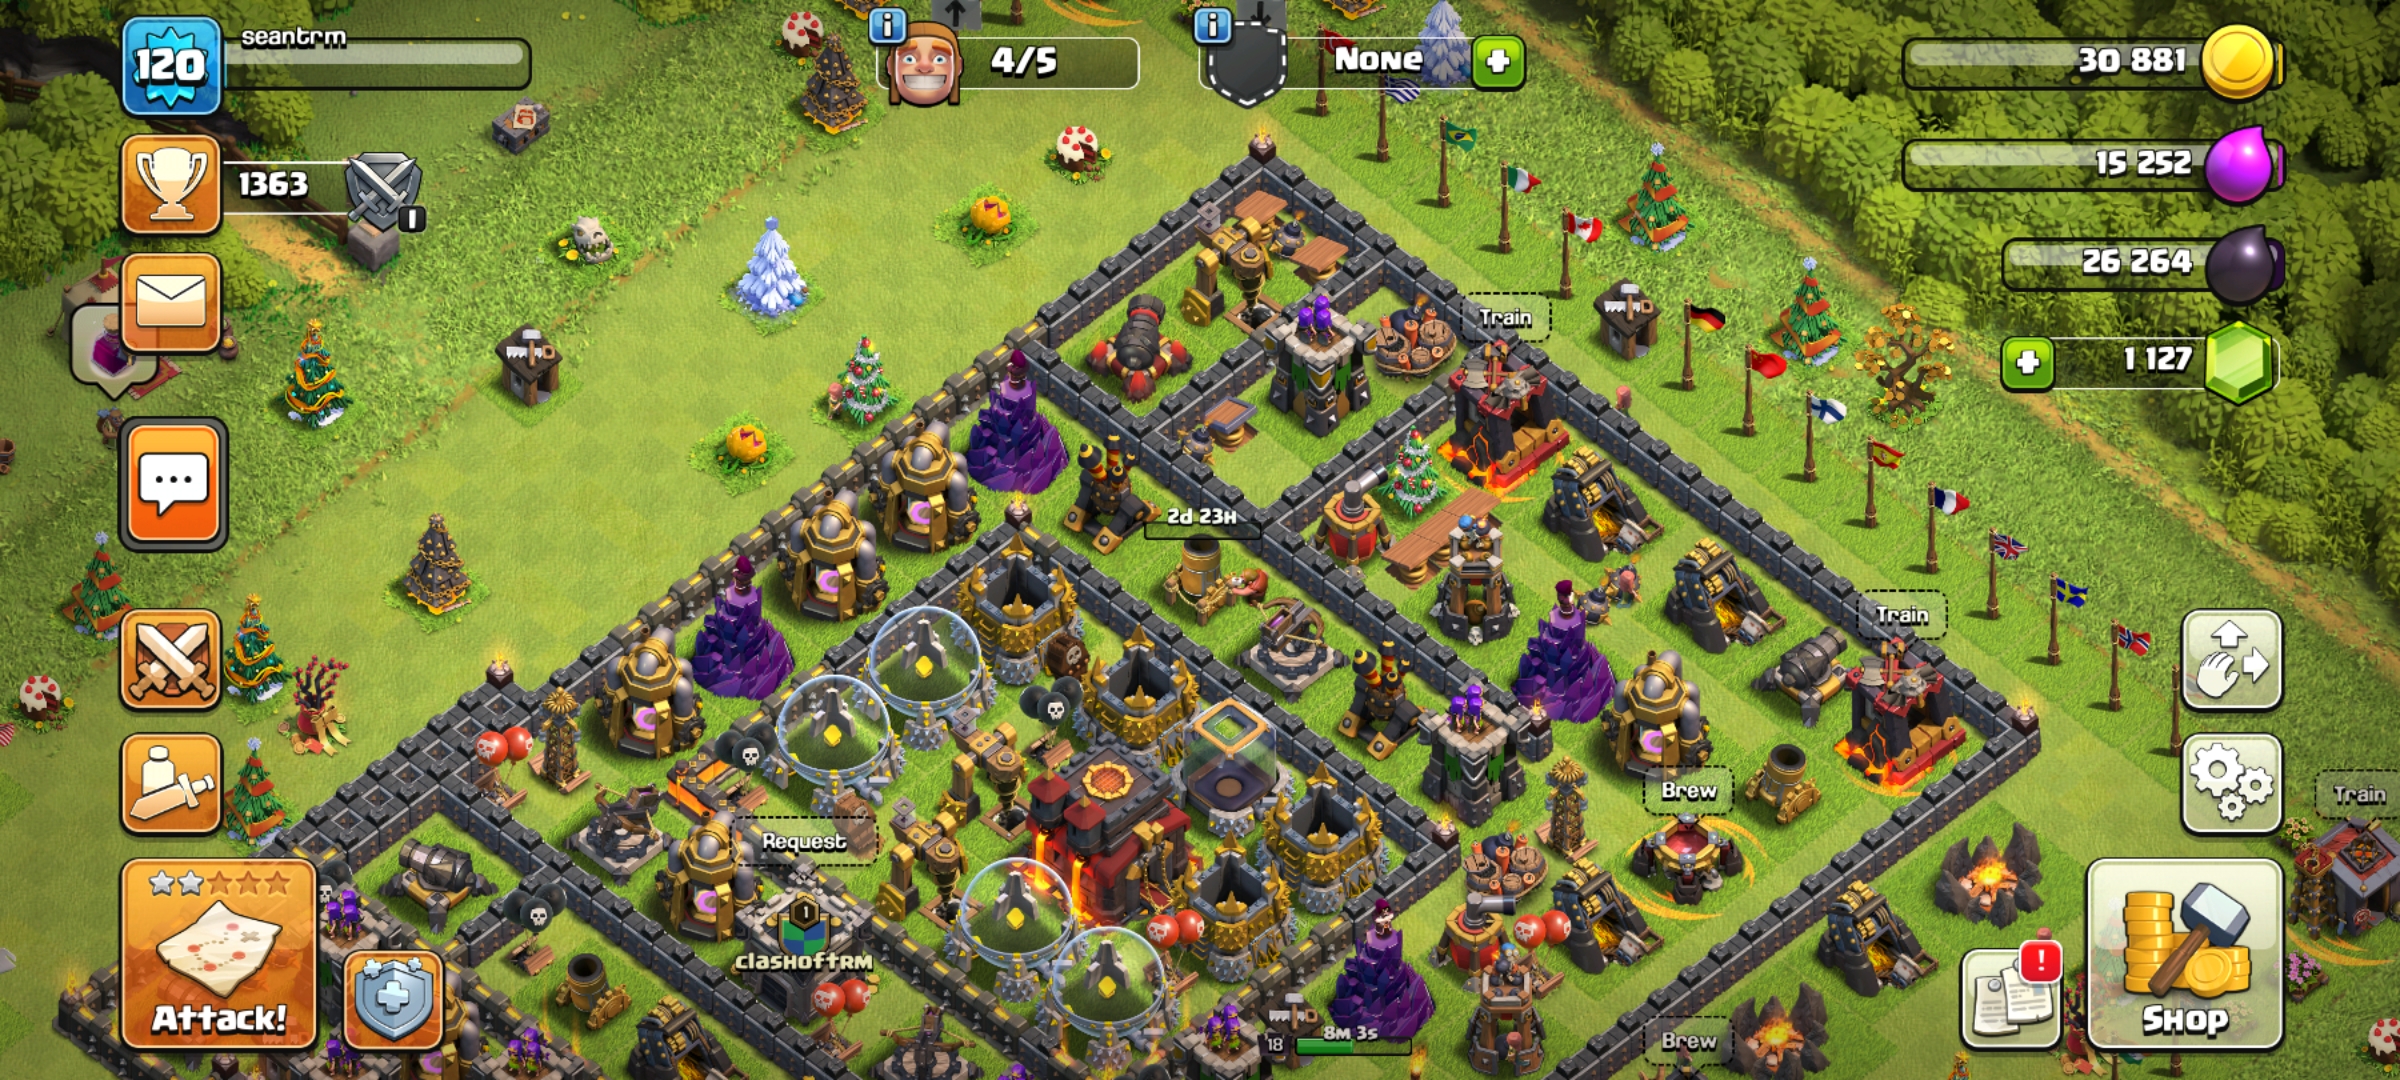 120
seantrm
4/5
None
30 881
1363
I
15 252
26 264
1 127
Train
2d 23H
Train
Brew
Train
Request
1
clashoftRM
Attack!
8M 3s
18
Brew
!
Shop